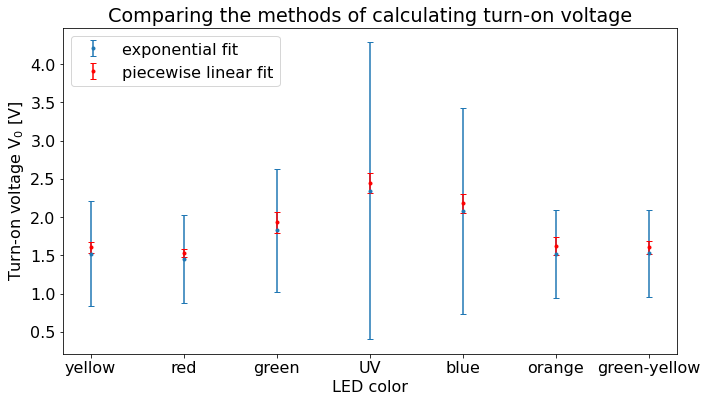 Comparing the methods of calculating turn-on voltage
exponential fit
piecewise linear fit
Turn-on voltage V₀ [V]
4.0
3.5
3.0
2.5
2.0
1.5
1.0
0.5
yellow red green UV blue orange green-yellow
LED color